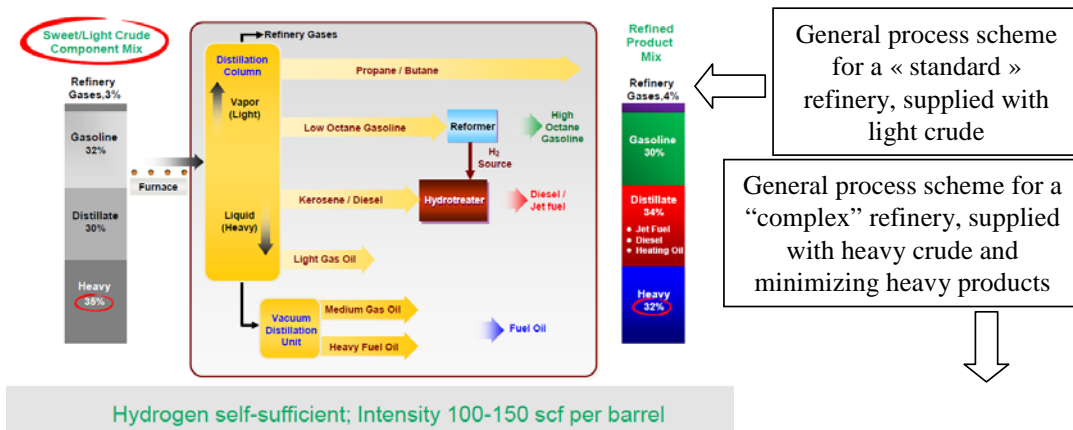 Sweet/Light Crude
Component Mix
Refinery
Gases,3%
Gasoline
32%
Distillate
30%
Heavy
35%
Furnace
Refinery Gases
Distillation
Column
Vapor
(Light)
Liquid
(Heavy)
Propane / Butane
Low Octane Gasoline
Reformer
High
Octane
Gasoline
H2
Source
Kerosene / Diesel
Hydrotreater
Diesel /
Jet fuel
Light Gas Oil
Vacuum
Distillation
Unit
Medium Gas Oil
Heavy Fuel Oil
Fuel Oil
Refined
Product
Mix
Refinery
Gases,4%
Gasoline
30%
Distillate
34%
● Jet Fuel
● Diesel
● Heating Oil
Heavy
32%
General process scheme
for a « standard »
refinery, supplied with
light crude
General process scheme for a
“complex” refinery, supplied
with heavy crude and
minimizing heavy products
Hydrogen self-sufficient; Intensity 100-150 scf per barrel